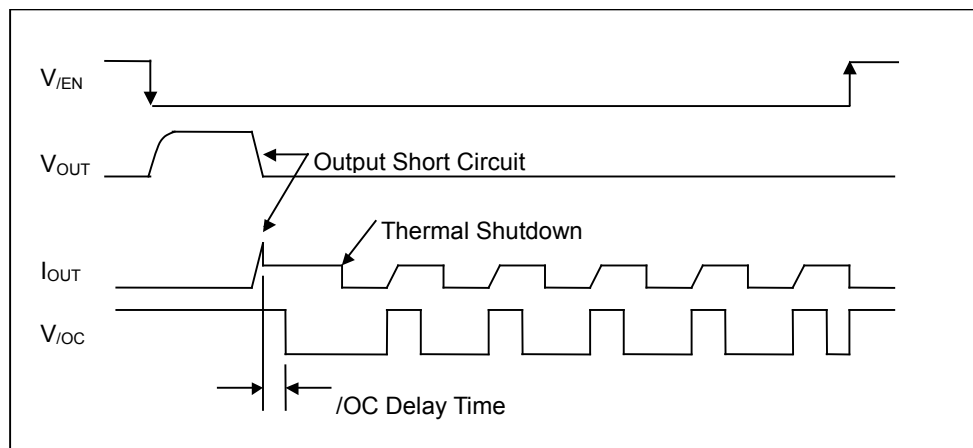 V/EN
VOUT
Output Short Circuit
Thermal Shutdown
IOUT
V/OC
/OC Delay Time